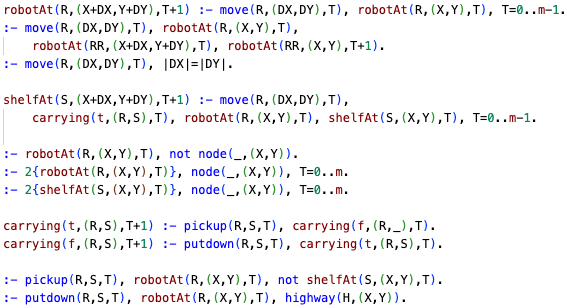 robotAt(R,(X+DX,Y+DY),T+1) :- move(R,(DX,DY),T), robotAt(R,(X,Y),T), T=0..m-1.
:- move(R,(DX,DY),T), robotAt(R,(X,Y),T),
robotAt(RR,(X+DX,Y+DY),T), robotAt(RR,(X,Y),T+1).
:- move(R,(DX,DY),T), |DX|=|DY|.
shelfAt(S,(X+DX,Y+DY),T+1) :- move(R,(DX,DY),T),
carrying(t,(R,S),T), robotAt(R,(X,Y),T), shelfAt(S,(X,Y),T), T=0..m-1.
:- robotAt(R,(X,Y),T), not node(_,(X,Y)).
:- 2{robotAt(R,(X,Y),T)}, node(_,(X,Y)), T=0..m.
:- 2{shelfAt(S,(X,Y),T)}, node(_,(X,Y)), T=0..m.
carrying(t,(R,S),T+1) :- pickup(R,S,T), carrying(f,(R,_),T).
carrying(f,(R,S),T+1) :- putdown(R,S,T), carrying(t,(R,S),T).
:- pickup(R,S,T), robotAt(R,(X,Y),T), not shelfAt(S,(X,Y),T).
:- putdown(R,S,T), robotAt(R,(X,Y),T), highway(H,(X,Y)).